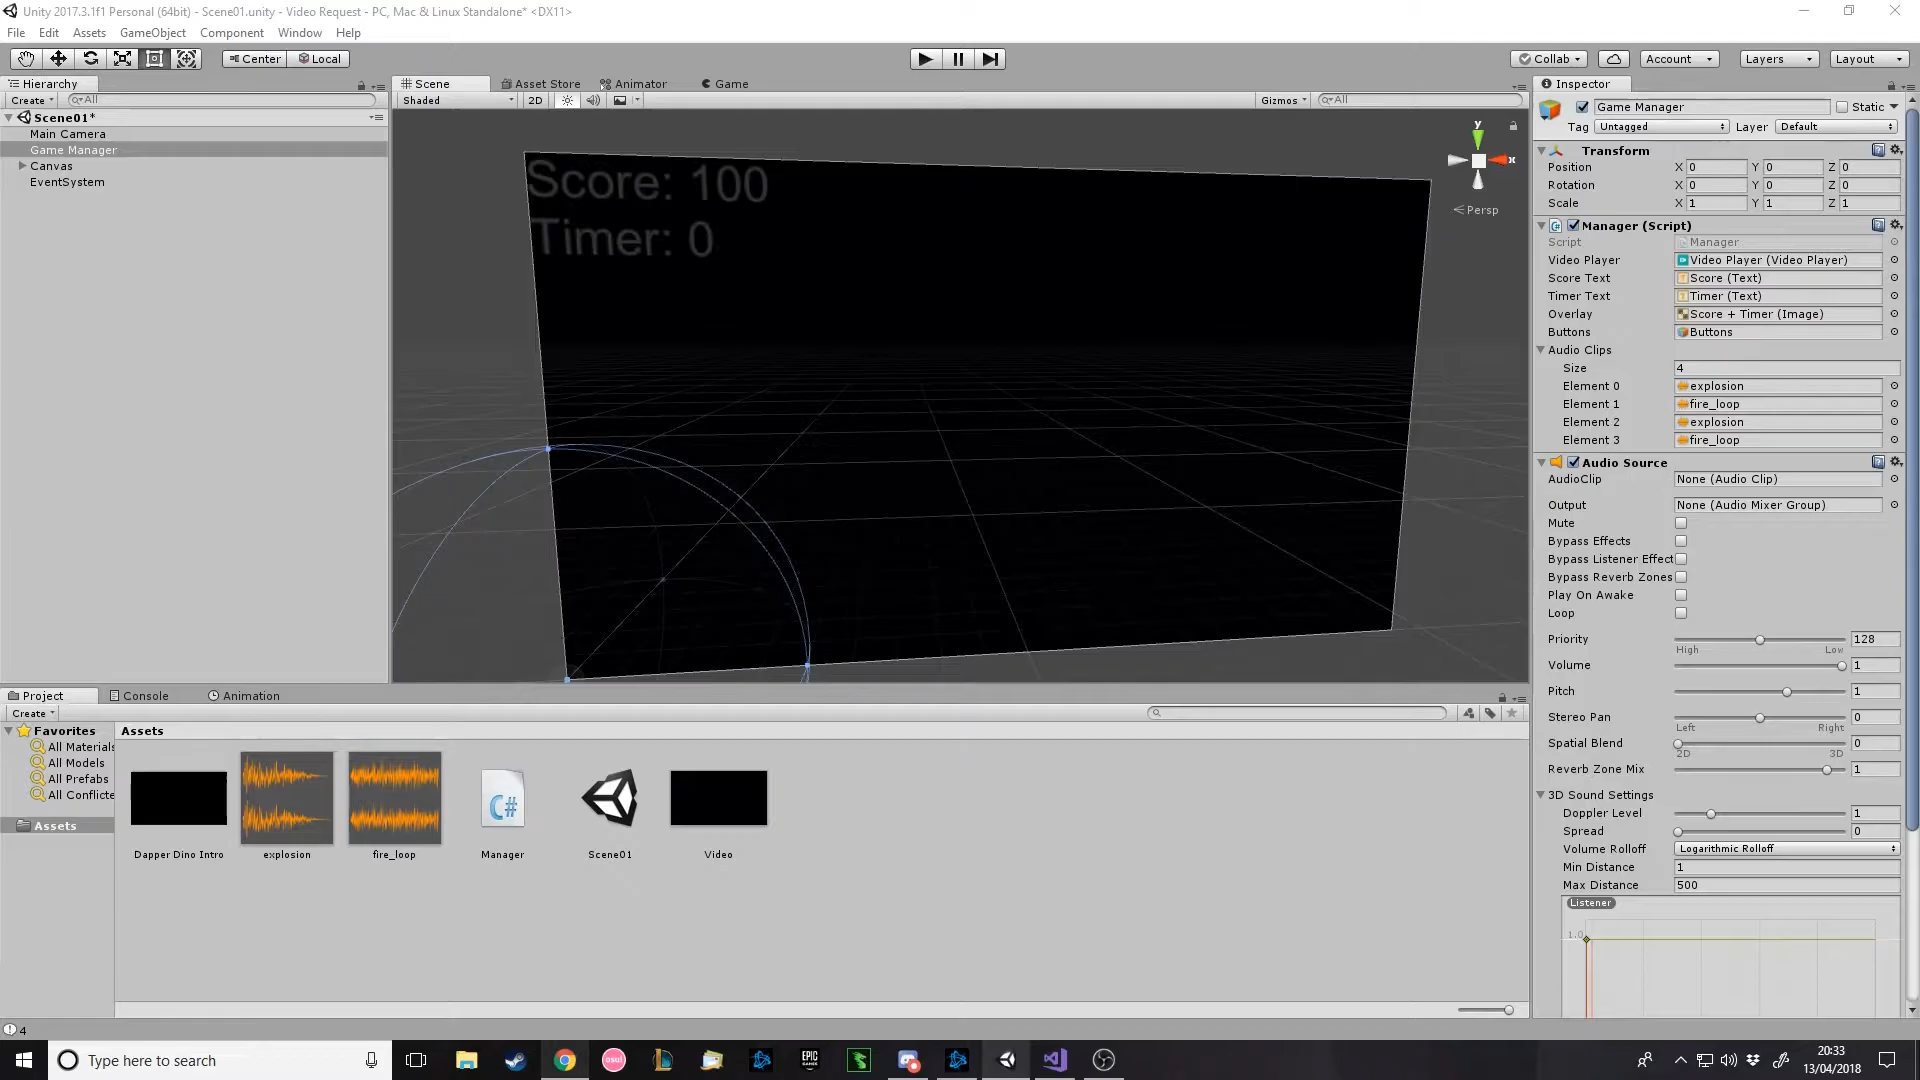 Unity 2017.3.1f1 Personal (64bit) - Scene01.unity - Video Request - PC, Mac & Linux Standalone* <DX11>
File Edit Assets GameObject Component Window Help
Center Local
Collab Account Layers Layout
Hierarchy
Create All
Scene01*
Main Camera
Game Manager
Canvas
EventSystem
Scene Asset Store Animator Game
Shaded 2D Gizmos All
Score: 100
Timer: 0
y
x
Persp
Inspector
Game Manager Static
Tag Untagged Layer Default
Transform
Position X 0 Y 0 Z 0
Rotation X 0 Y 0 Z 0
Scale X 1 Y 1 Z 1
Manager (Script)
Script Manager
Video Player Video Player (Video Player)
Score Text Score (Text)
Timer Text Timer (Text)
Overlay Score + Timer (Image)
Buttons Buttons
Audio Clips
Size 4
Element 0 explosion
Element 1 fire_loop
Element 2 explosion
Element 3 fire_loop
Audio Source
AudioClip None (Audio Clip)
Output None (Audio Mixer Group)
Mute
Bypass Effects
Bypass Listener Effect
Bypass Reverb Zones
Play On Awake
Loop
Priority 128
High Low
Volume 1
Pitch 1
Stereo Pan 0
Left Right
Spatial Blend 0
2D 3D
Reverb Zone Mix 1
3D Sound Settings
Doppler Level 1
Spread 0
Volume Rolloff Logarithmic Rolloff
Min Distance 1
Max Distance 500
Listener
1.0
Project Console Animation
Create
Favorites
All Materials
All Models
All Prefabs
All Conflicte
Assets
Assets
Dapper Dino Intro explosion fire_loop Manager Scene01 Video
C#
4
Type here to search
osu!
EPIC GAMES
20:33
13/04/2018